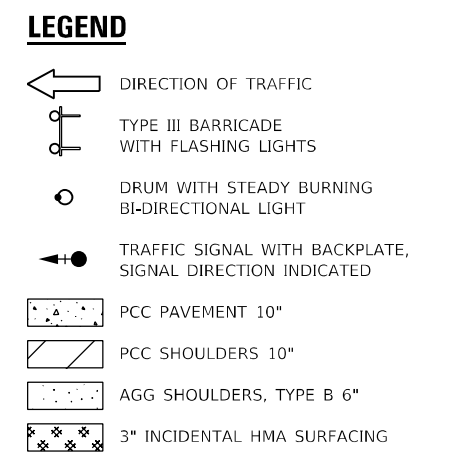 LEGEND
DIRECTION OF TRAFFIC
TYPE III BARRICADE
WITH FLASHING LIGHTS
DRUM WITH STEADY BURNING
BI-DIRECTIONAL LIGHT
TRAFFIC SIGNAL WITH BACKPLATE,
SIGNAL DIRECTION INDICATED
PCC PAVEMENT 10"
PCC SHOULDERS 10"
AGG SHOULDERS, TYPE B 6"
3" INCIDENTAL HMA SURFACING